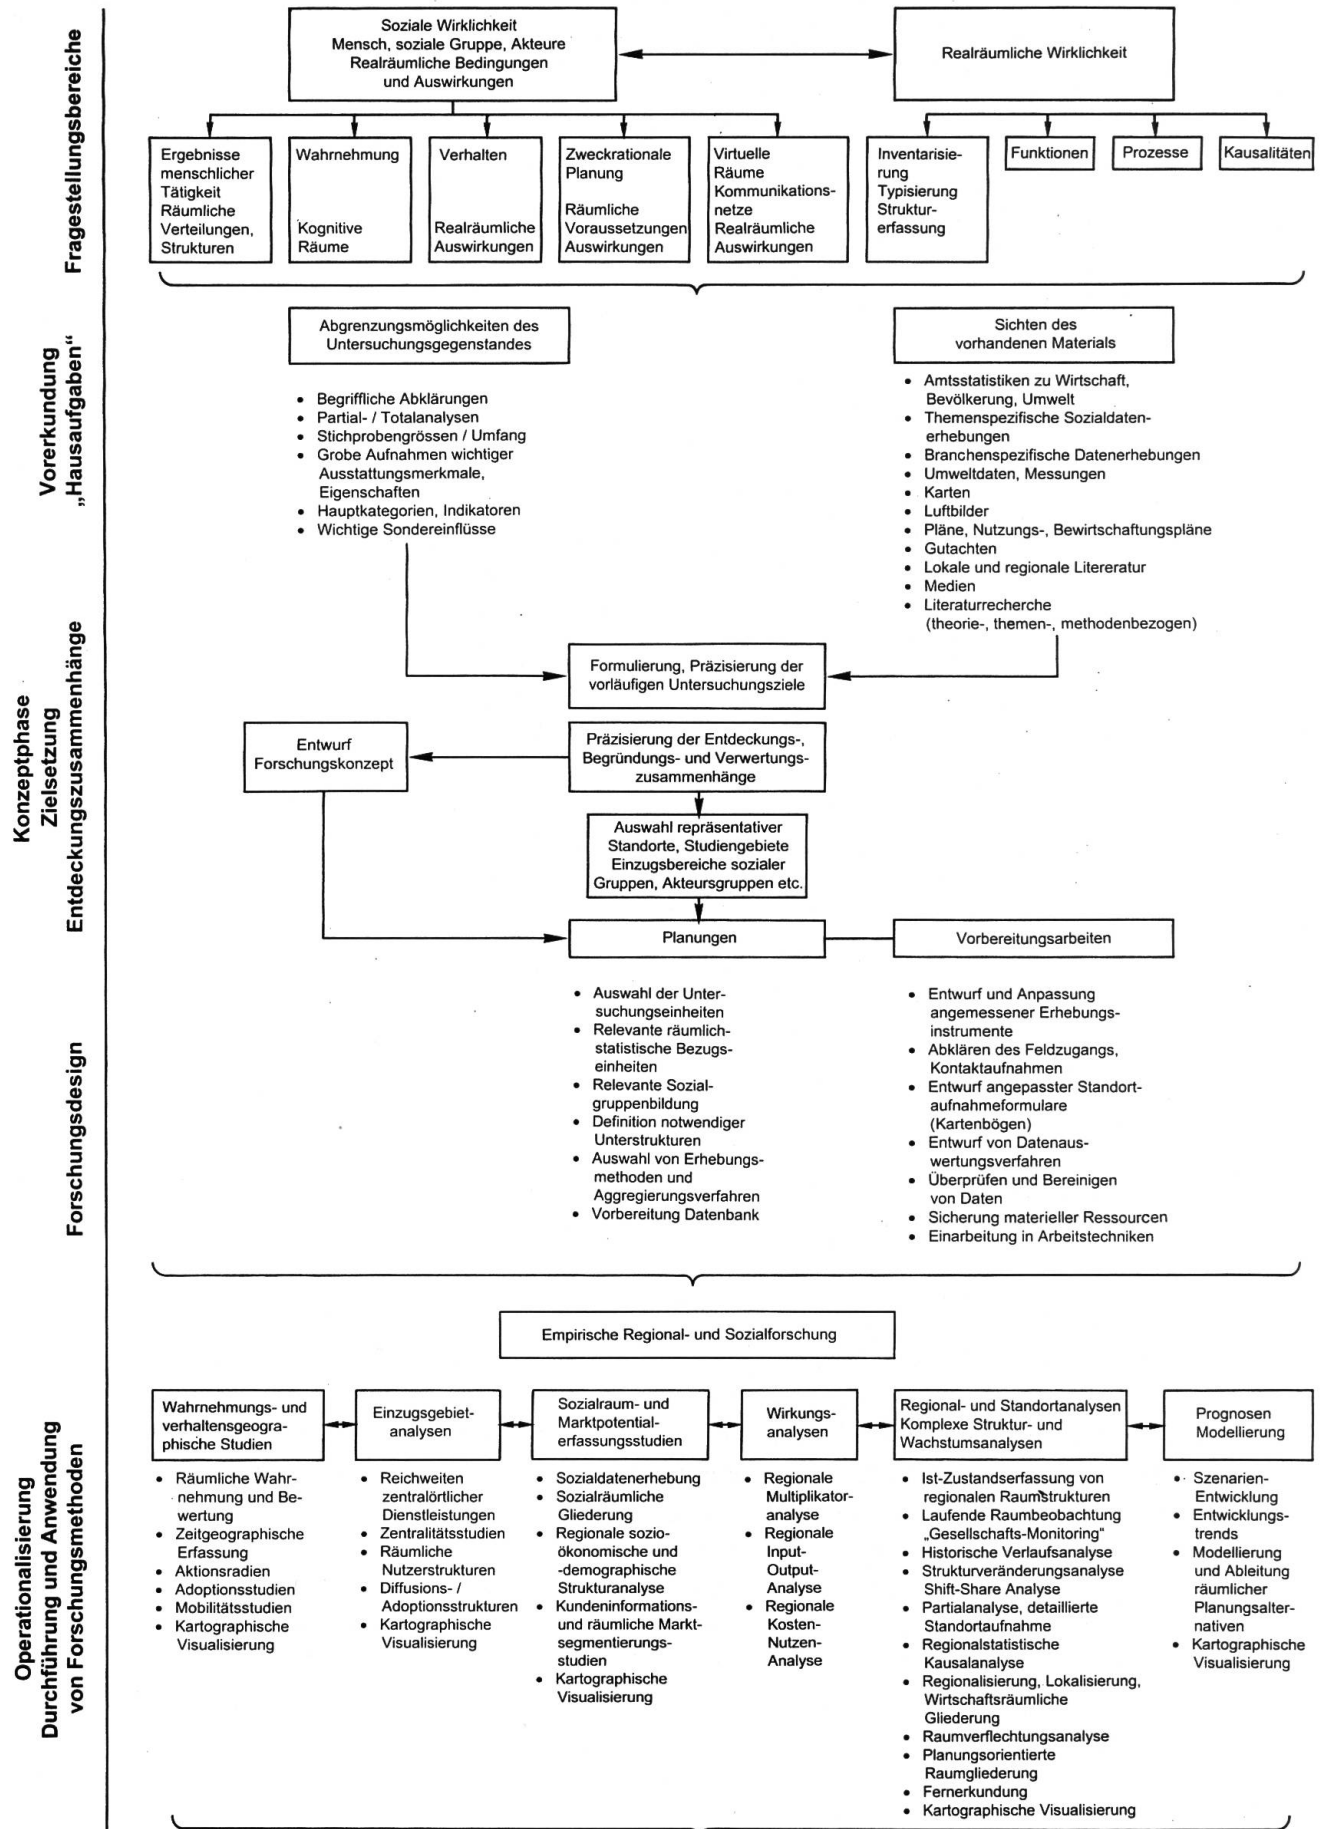 Fragestellungsbereiche
Soziale Wirklichkeit
Mensch, soziale Gruppe, Akteure
Realräumliche Bedingungen
und Auswirkungen
Realräumliche Wirklichkeit
Ergebnisse
menschlicher
Tätigkeit
Räumliche
Verteilungen,
Strukturen
Wahrnehmung
Kognitive
Räume
Verhalten
Realräumliche
Auswirkungen
Zweckrationale
Planung
Räumliche
Voraussetzungen
Auswirkungen
Virtuelle
Räume
Kommunikations-
netze
Realräumliche
Auswirkungen
Inventarisie-
rung
Typisierung
Struktur-
erfassung
Funktionen
Prozesse
Kausalitäten
Vorerkundung
„Hausaufgaben“
Abgrenzungsmöglichkeiten des
Untersuchungsgegenstandes
• Begriffliche Abklärungen
• Partial- / Totalanalysen
• Stichprobengrössen / Umfang
• Grobe Aufnahmen wichtiger
Ausstattungsmerkmale,
Eigenschaften
• Hauptkategorien, Indikatoren
• Wichtige Sondereinflüsse
Sichten des
vorhandenen Materials
• Amtsstatistiken zu Wirtschaft,
Bevölkerung, Umwelt
• Themenspezifische Sozialdaten-
erhebungen
• Branchenspezifische Datenerhebungen
• Umweltdaten, Messungen
• Karten
• Luftbilder
• Pläne, Nutzungs-, Bewirtschaftungspläne
• Gutachten
• Lokale und regionale Litereratur
• Medien
• Literaturrecherche
(theorie-, themen-, methodenbezogen)
Konzeptphase
Zielsetzung
Entdeckungszusammenhänge
Formulierung, Präzisierung der
vorläufigen Untersuchungsziele
Entwurf
Forschungskonzept
Präzisierung der Entdeckungs-,
Begründungs- und Verwertungs-
zusammenhänge
Auswahl repräsentativer
Standorte, Studiengebiete
Einzugsbereiche sozialer
Gruppen, Akteursgruppen etc.
Planungen
Vorbereitungsarbeiten
Forschungsdesign
• Auswahl der Unter-
suchungseinheiten
• Relevante räumlich-
statistische Bezugs-
einheiten
• Relevante Sozial-
gruppenbildung
• Definition notwendiger
Unterstrukturen
• Auswahl von Erhebungs-
methoden und
Aggregierungsverfahren
• Vorbereitung Datenbank
• Entwurf und Anpassung
angemessener Erhebungs-
instrumente
• Abklären des Feldzugangs,
Kontaktaufnahmen
• Entwurf angepasster Standort-
aufnahmeformulare
(Kartenbögen)
• Entwurf von Datenaus-
wertungsverfahren
• Überprüfen und Bereinigen
von Daten
• Sicherung materieller Ressourcen
• Einarbeitung in Arbeitstechniken
Operationalisierung
Durchführung und Anwendung
von Forschungsmethoden
Empirische Regional- und Sozialforschung
Wahrnehmungs- und
verhaltensgeogra-
phische Studien
• Räumliche Wahr-
nehmung und Be-
wertung
• Zeitgeographische
Erfassung
• Aktionsradien
• Adoptionsstudien
• Mobilitätsstudien
• Kartographische
Visualisierung
Einzugsgebiet-
analysen
• Reichweiten
zentralörtlicher
Dienstleistungen
• Zentralitätsstudien
• Räumliche
Nutzerstrukturen
• Diffusions- /
Adoptionsstrukturen
• Kartographische
Visualisierung
Sozialraum- und
Marktpotential-
erfassungsstudien
• Sozialdatenerhebung
• Sozialräumliche
Gliederung
• Regionale sozio-
ökonomische und
-demographische
Strukturanalyse
• Kundeninformations-
und räumliche Markt-
segmentierungs-
studien
• Kartographische
Visualisierung
Wirkungs-
analysen
• Regionale
Multiplikator-
analyse
• Regionale
Input-
Output-
Analyse
• Regionale
Kosten-
Nutzen-
Analyse
Regional- und Standortanalysen
Komplexe Struktur- und
Wachstumsanalysen
• Ist-Zustandserfassung von
regionalen Raumstrukturen
• Laufende Raumbeobachtung
„Gesellschafts-Monitoring“
• Historische Verlaufsanalyse
• Strukturveränderungsanalyse
Shift-Share Analyse
• Partialanalyse, detaillierte
Standortaufnahme
• Regionalstatistische
Kausalanalyse
• Regionalisierung, Lokalisierung,
Wirtschaftsräumliche
Gliederung
• Raumverflechtungsanalyse
• Planungsorientierte
Raumgliederung
• Fernerkundung
• Kartographische Visualisierung
Prognosen
Modellierung
• Szenarien-
Entwicklung
• Entwicklungs-
trends
• Modellierung
und Ableitung
räumlicher
Planungsalter-
nativen
• Kartographische
Visualisierung